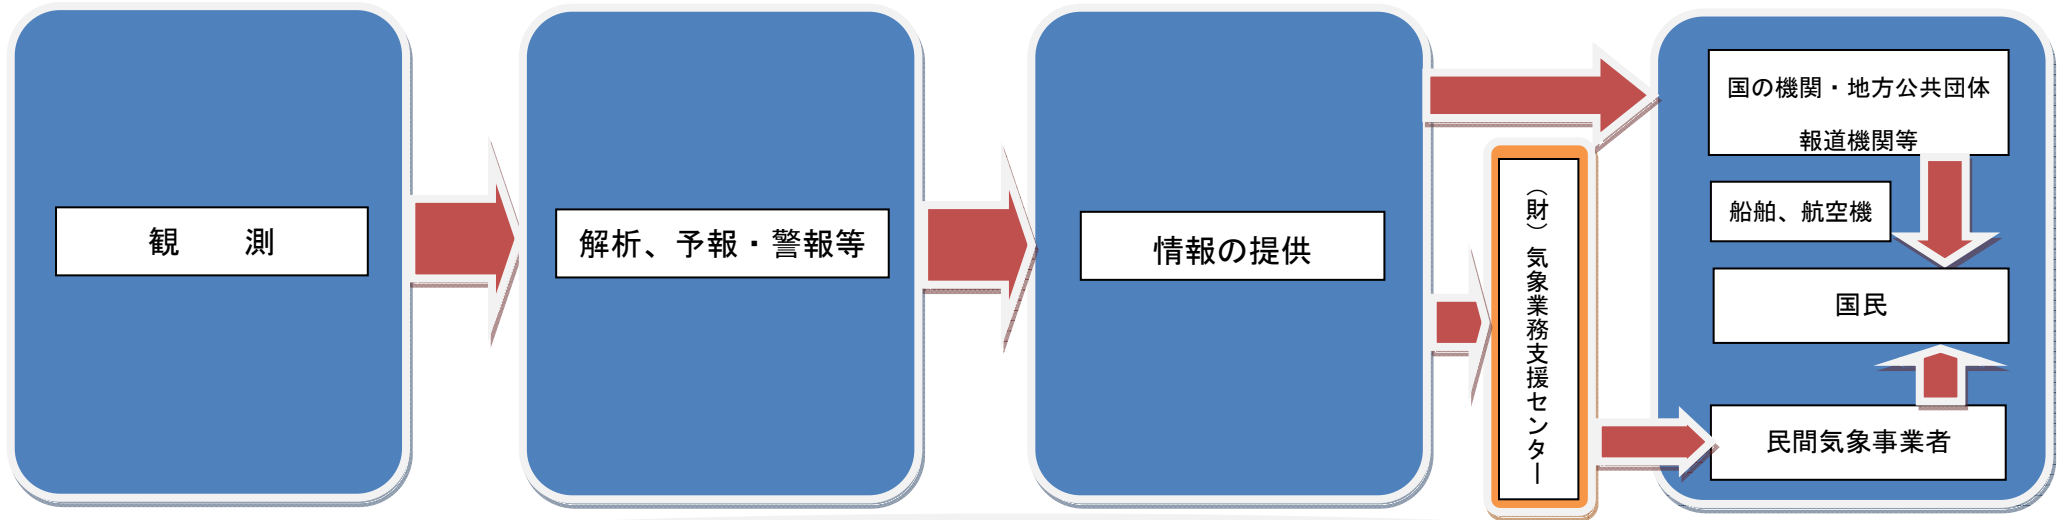 観　　測
解析、予報・警報等
情報の提供
（財）気象業務支援センター
国の機関・地方公共団体
報道機関等
船舶、航空機
国民
民間気象事業者